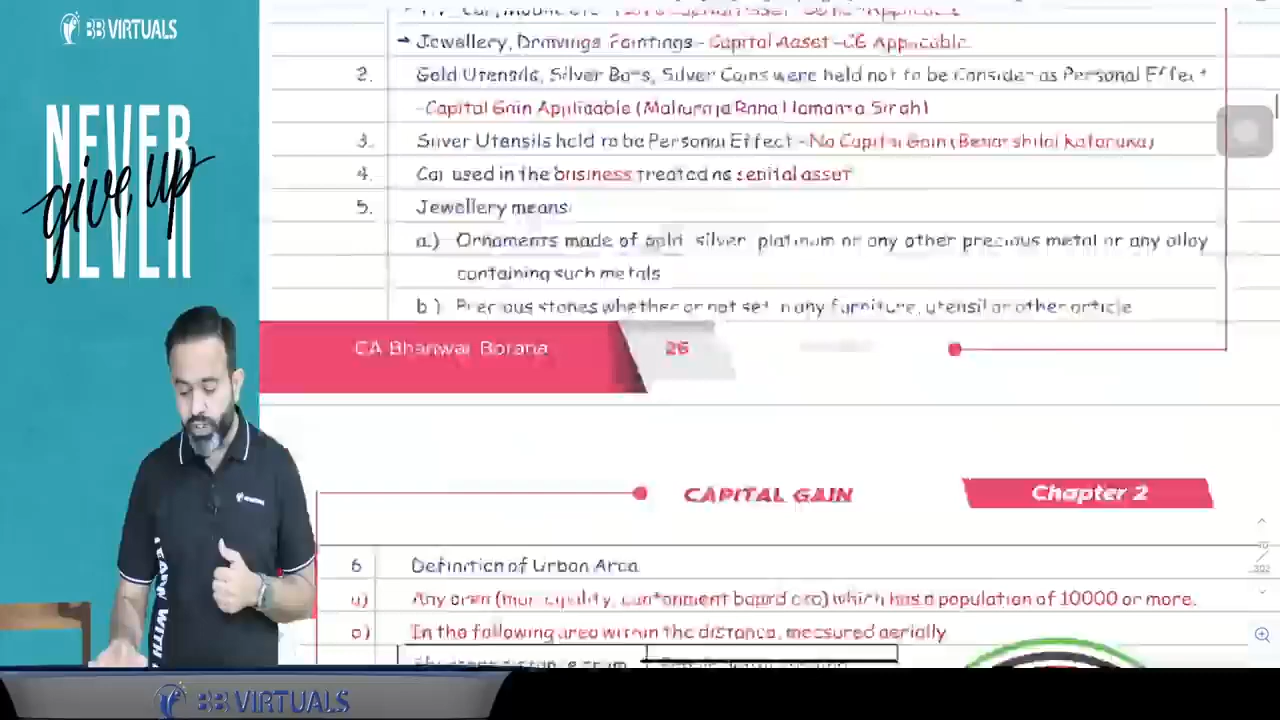 BB VIRTUALS
NEVER
give up
NEVER
→ Jewellery, Drawings Paintings - Capital Asset - CG Applicable
2. Gold Utensils, Silver Bars, Silver Coins were held not to be Consider as Personal Effect
- Capital Gain Applicable (Maharaja Rana Hamanta Singh)
3. Silver Utensils held to be Personal Effect - No Capital Gain (
4. Car used in the business treated as capital asset
5. Jewellery means
a.) Ornaments made of gold, silver, platinum or any other precious metal or any alloy
containing such metals
b.) Precious stones whether or not set in any furniture, utensil or other article
CA Bhanwar Borana 26
CAPITAL GAIN Chapter 2
6 Definition of Urban Area
a) Any area (municipality, cantonment board etc) which has a population of 10000 or more.
In the following area within the distance, measured aerially
BB VIRTUALS